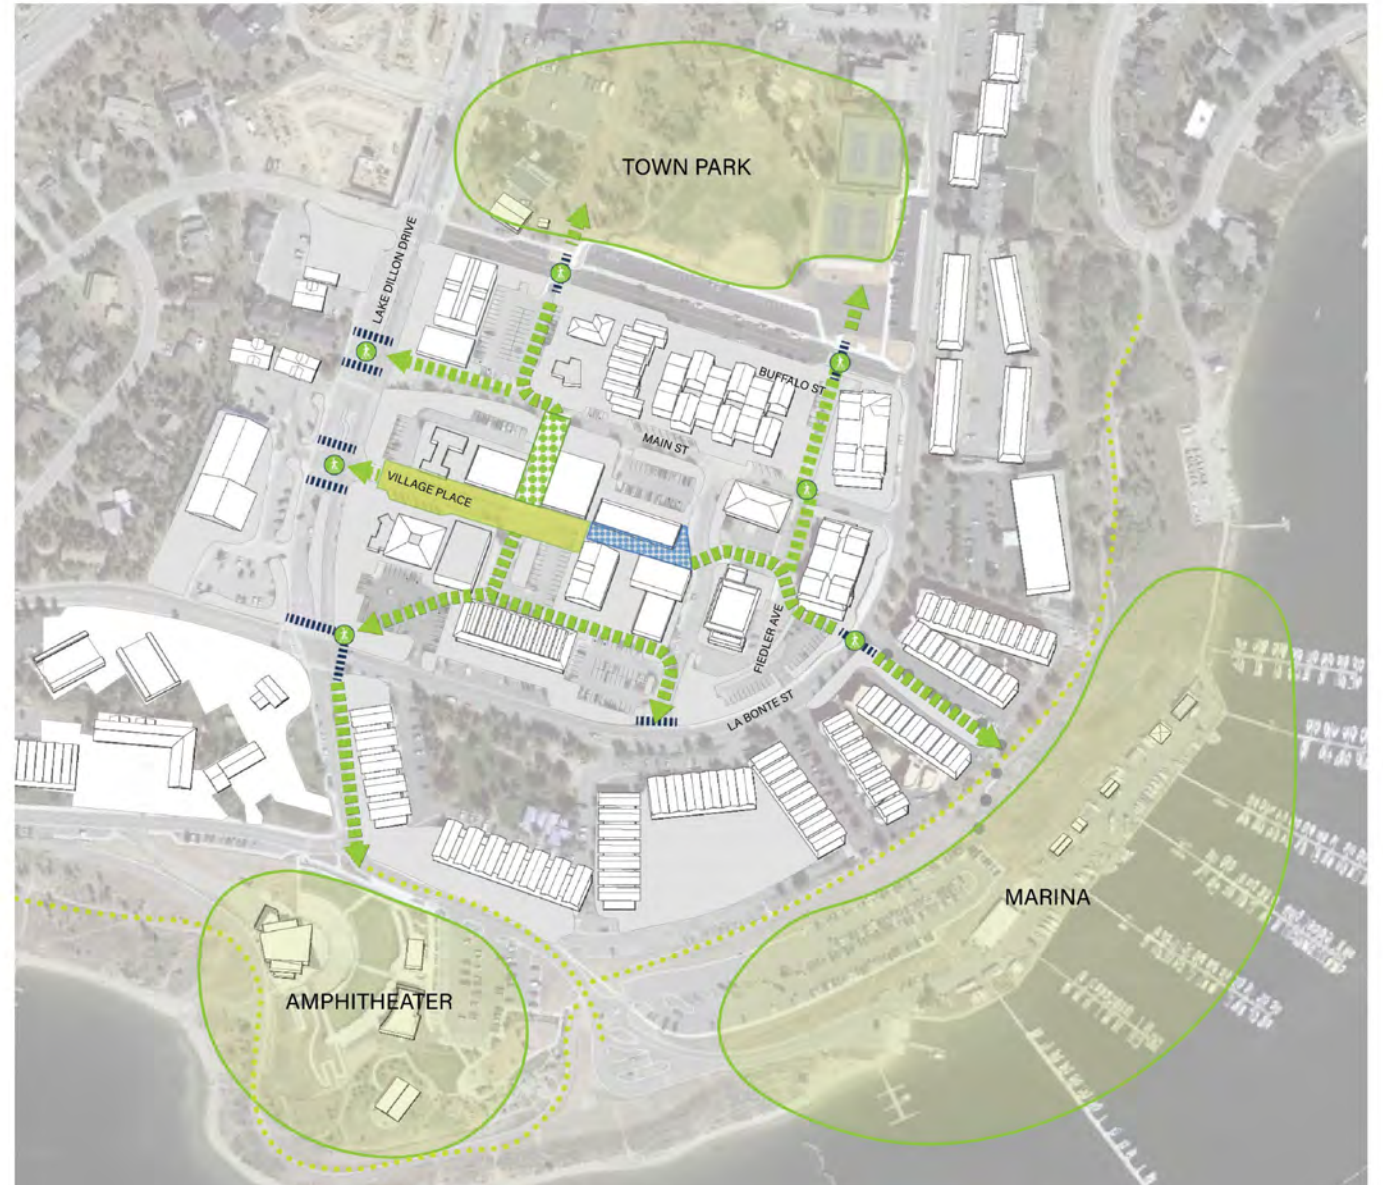 TOWN PARK
LAKE DILLON DRIVE
BUFFALO ST
MAIN ST
VILLAGE PLACE
FIEDLER AVE
LA BONTE ST
MARINA
AMPHITHEATER